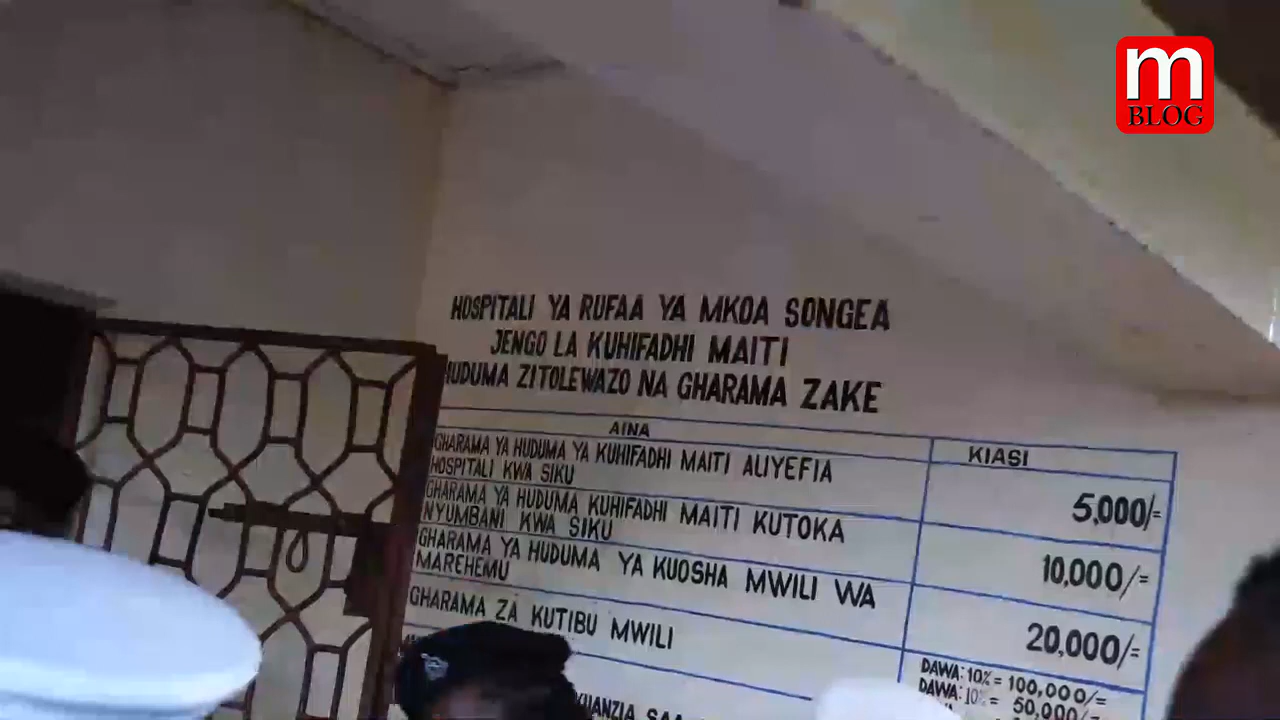 m
BLOG
HOSPITALI YA RUFAA YA MKOA SONGEA
JENGO LA KUHIFADHI MAITI
HUDUMA ZITOLEWAZO NA GHARAMA ZAKE
AINA
KIASI
GHARAMA YA HUDUMA YA KUHIFADHI MAITI ALIYEFIA
HOSPITALI KWA SIKU
5,000/=
GHARAMA YA HUDUMA KUHIFADHI MAITI KUTOKA
NYUMBANI KWA SIKU
10,000/=
GHARAMA YA HUDUMA YA KUOSHA MWILI WA
MAREHEMU
20,000/=
GHARAMA ZA KUTIBU MWILI
DAWA: 10% = 100,000/=
DAWA: 10% = 50,000/=
KUANZIA